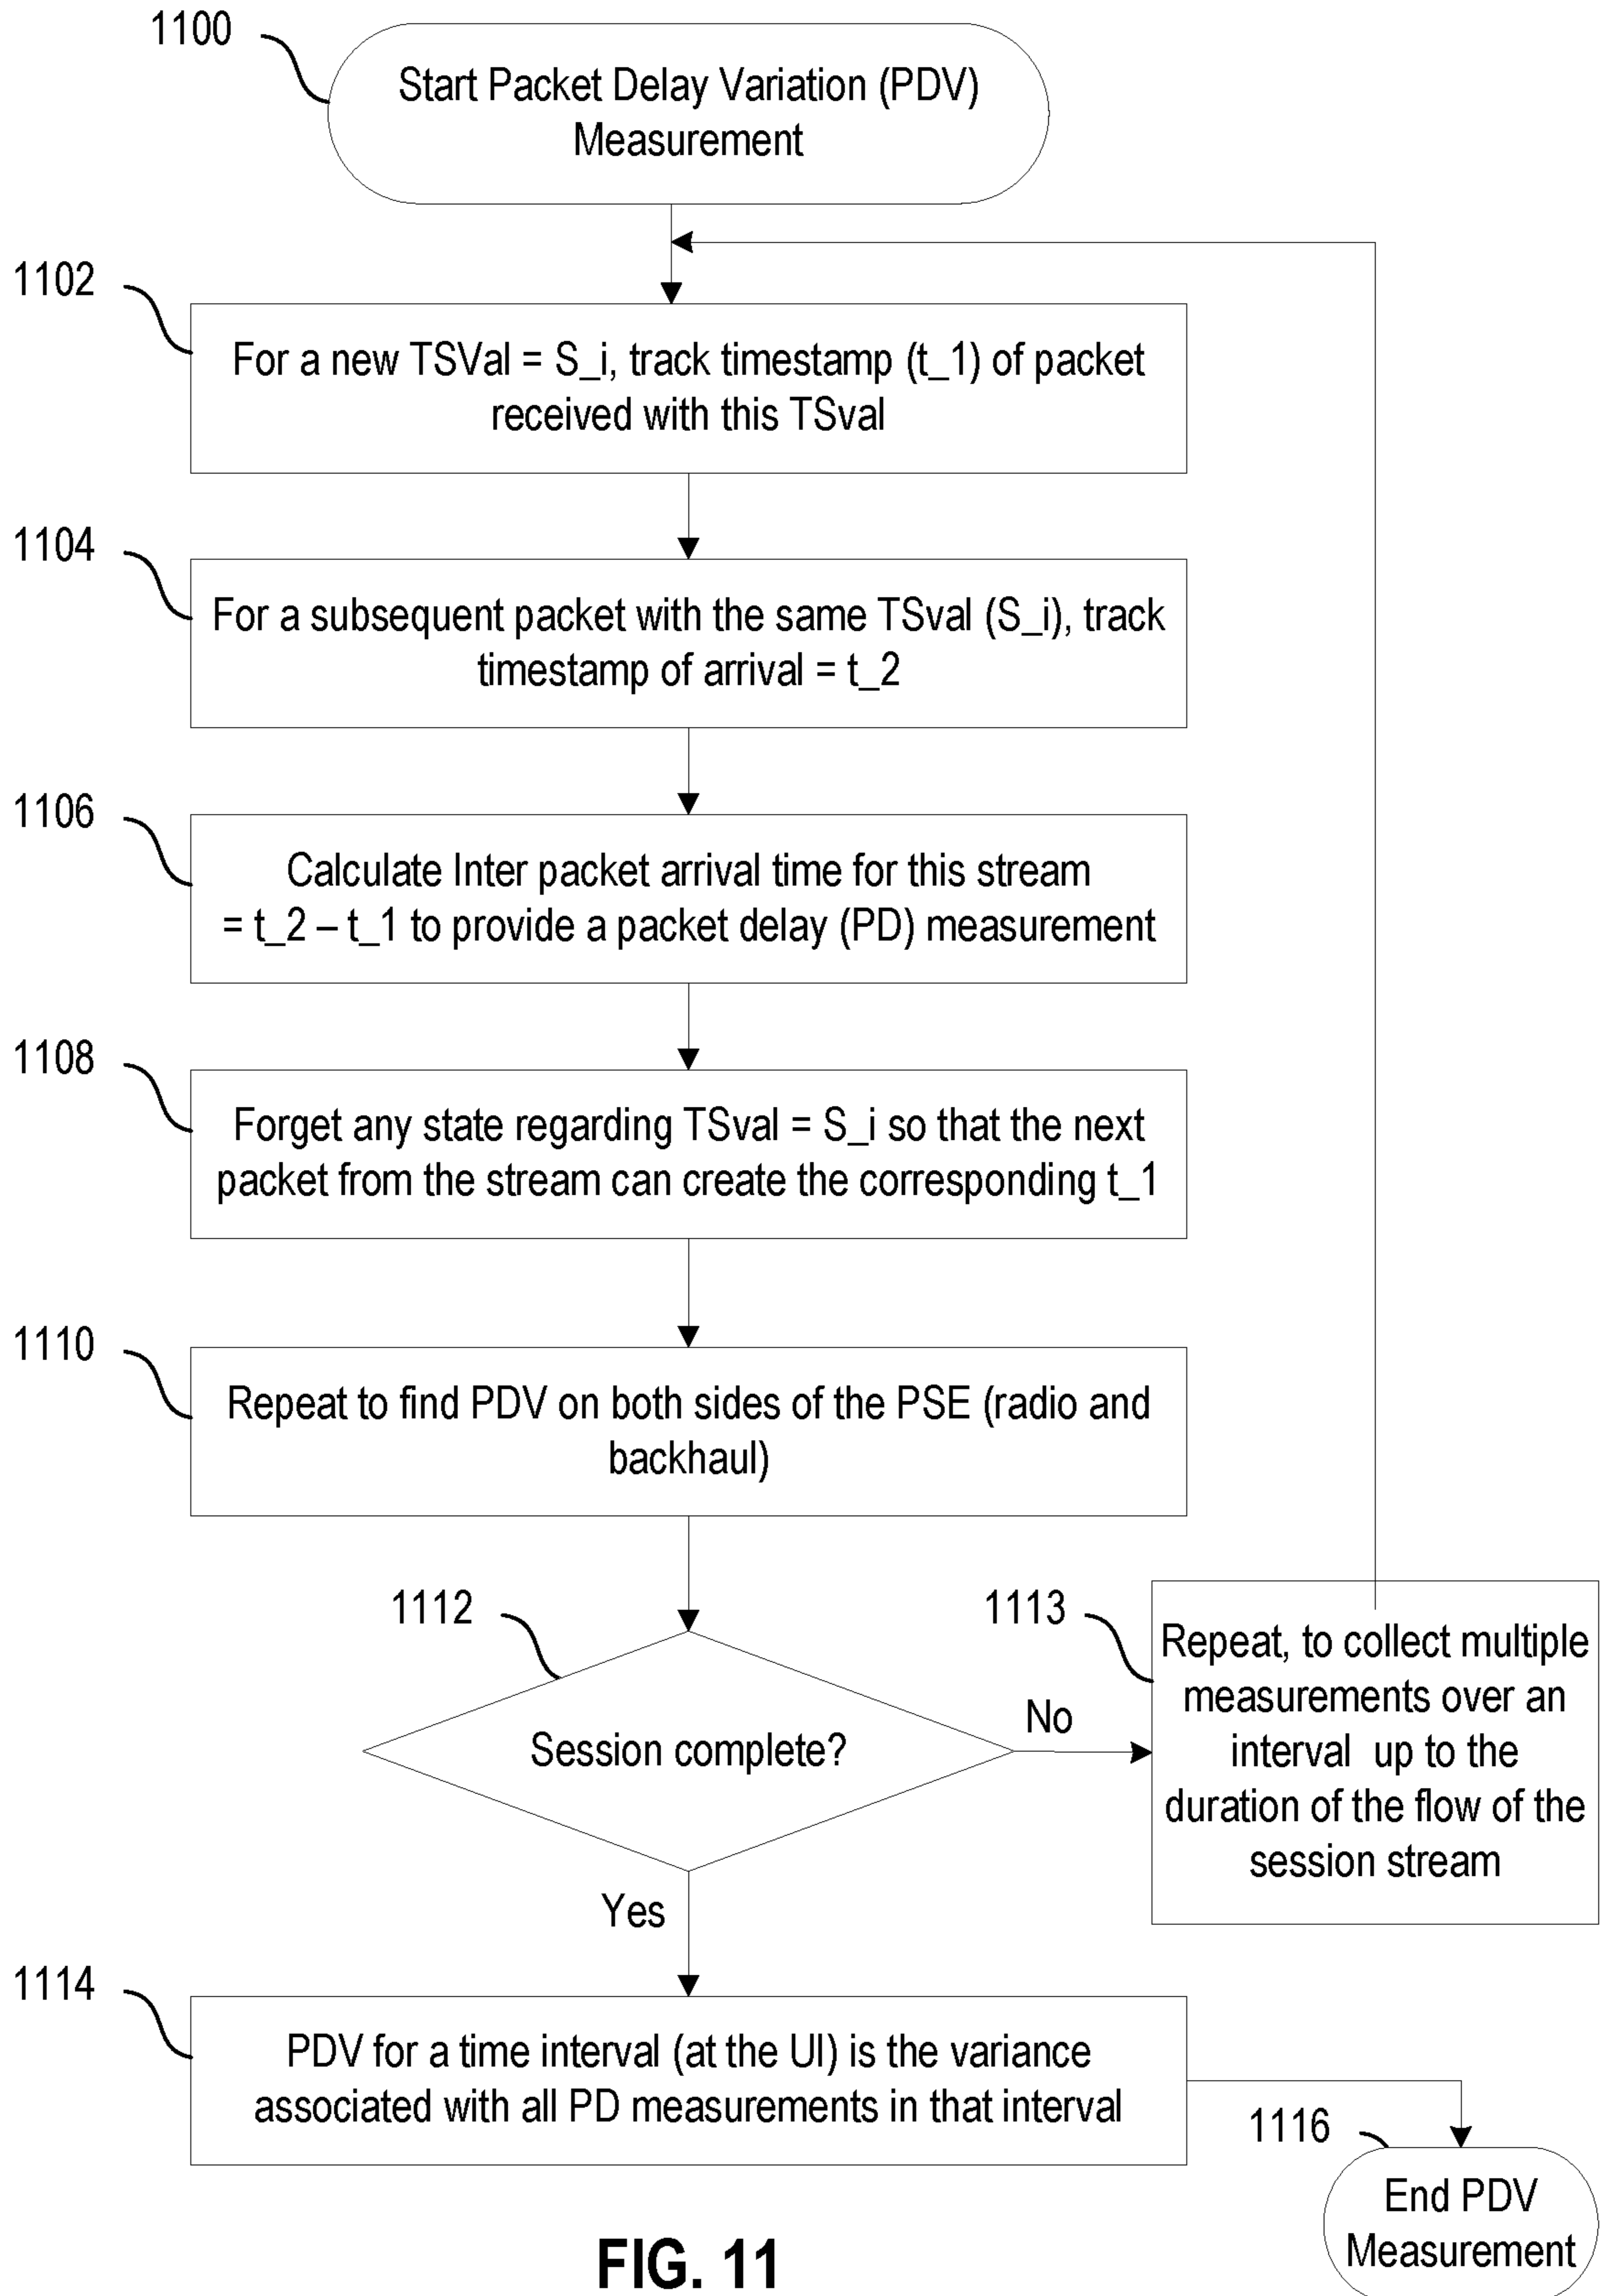 1100
Start Packet Delay Variation (PDV)
Measurement
1102
For a new TSVal = S_i, track timestamp (t_1) of packet
received with this TSval
1104
For a subsequent packet with the same TSval (S_i), track
timestamp of arrival = t_2
1106
Calculate Inter packet arrival time for this stream
= t_2 – t_1 to provide a packet delay (PD) measurement
1108
Forget any state regarding TSval = S_i so that the next
packet from the stream can create the corresponding t_1
1110
Repeat to find PDV on both sides of the PSE (radio and
backhaul)
1112
Session complete?
No
1113
Repeat, to collect multiple
measurements over an
interval up to the
duration of the flow of the
session stream
Yes
1114
PDV for a time interval (at the UI) is the variance
associated with all PD measurements in that interval
1116
End PDV
Measurement
FIG. 11